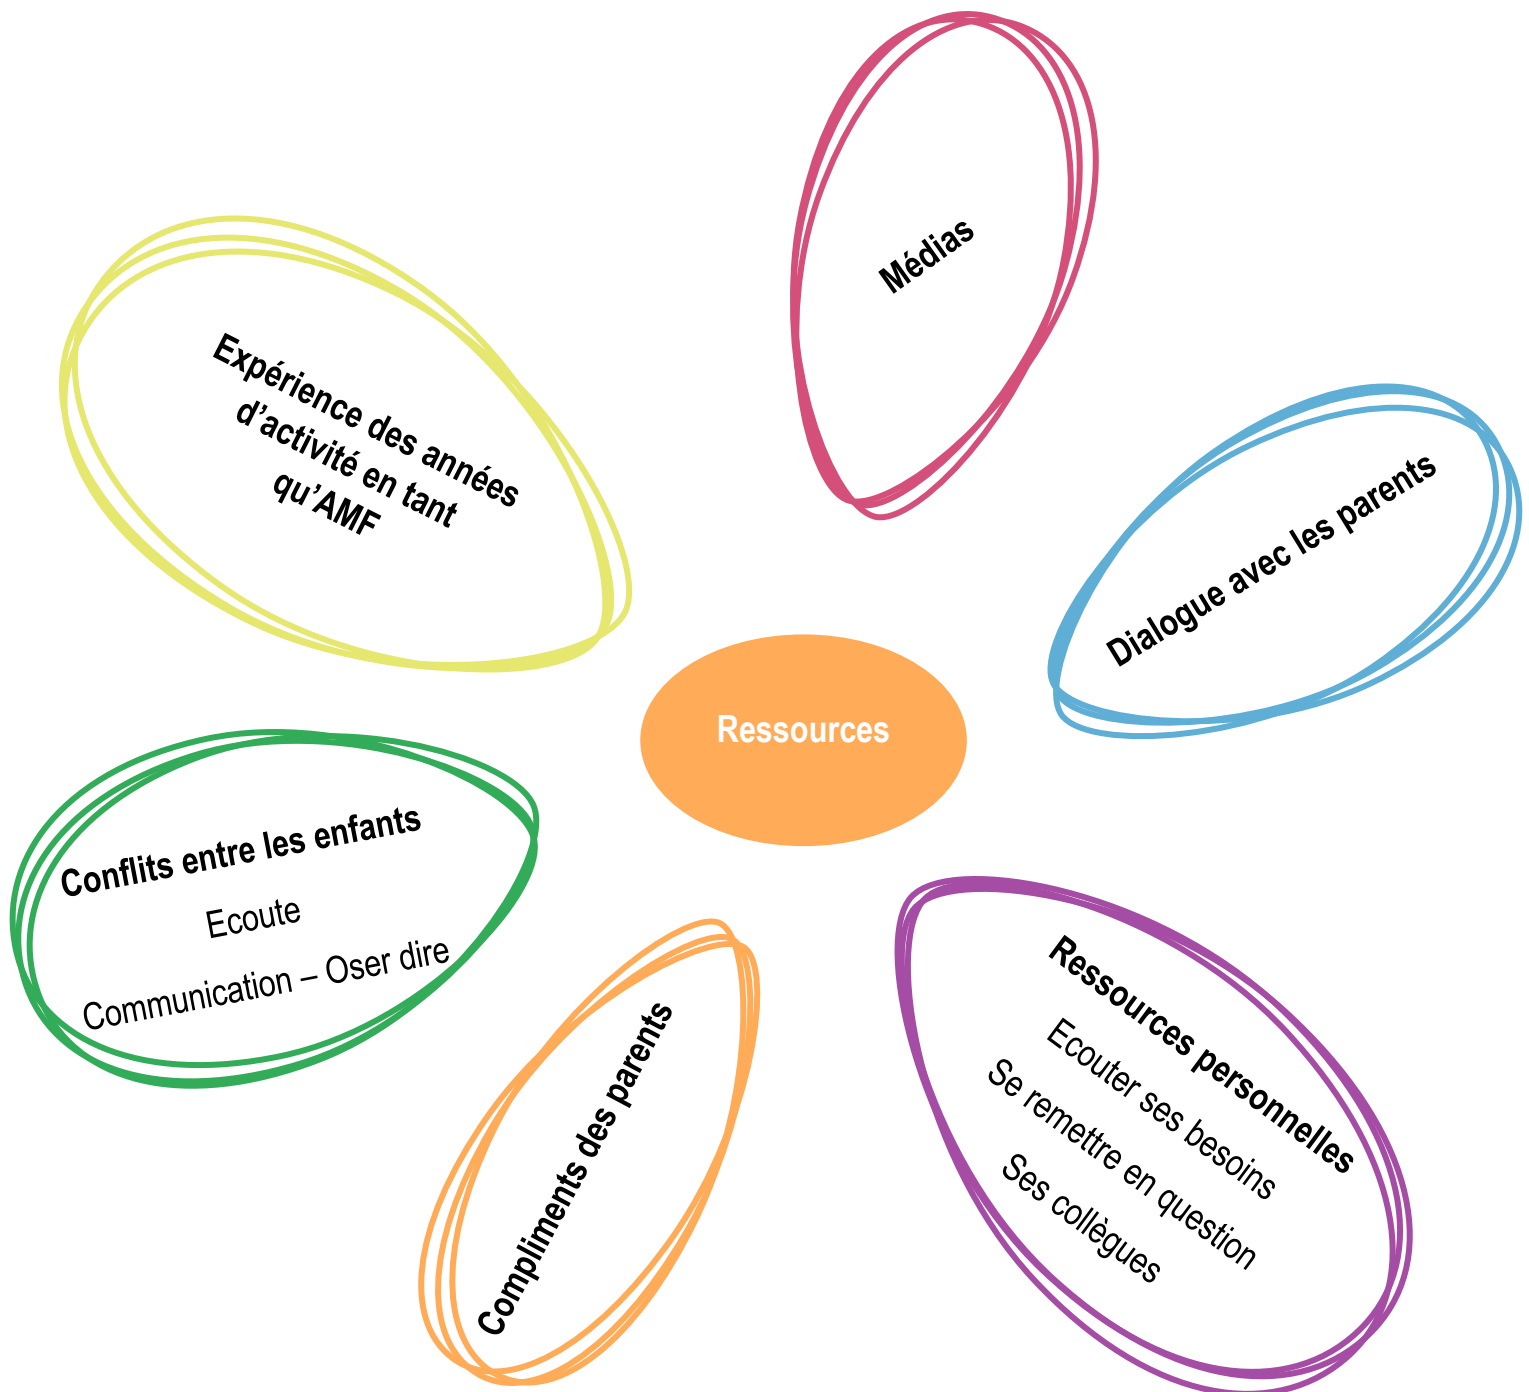 Médias
Expérience des années
d’activité en tant
qu’AMF
Dialogue avec les parents
Ressources
Conflits entre les enfants
Ecoute
Communication – Oser dire
Compliments des parents
Ressources personnelles
Ecouter ses besoins
Se remettre en question
Ses collègues